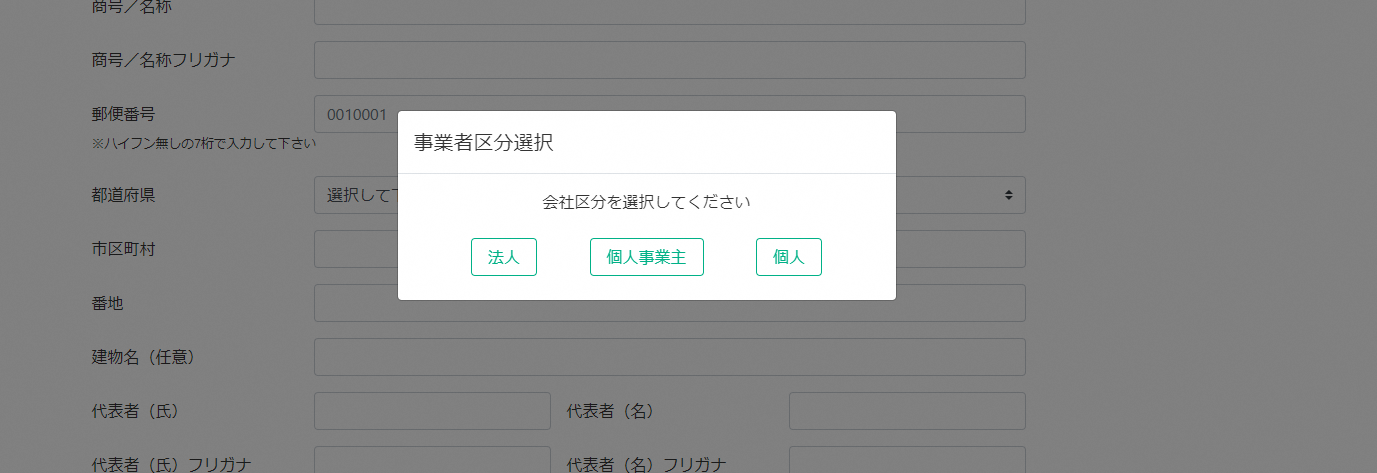 商号／名称
商号／名称フリガナ
郵便番号
0010001
※ハイフン無しの7桁で入力して下さい
事業者区分選択
会社区分を選択してください
法人
個人事業主
個人
都道府県
選択して
市区町村
番地
建物名（任意）
代表者（氏）
代表者（名）
代表者（氏）フリガナ
代表者（名）フリガナ